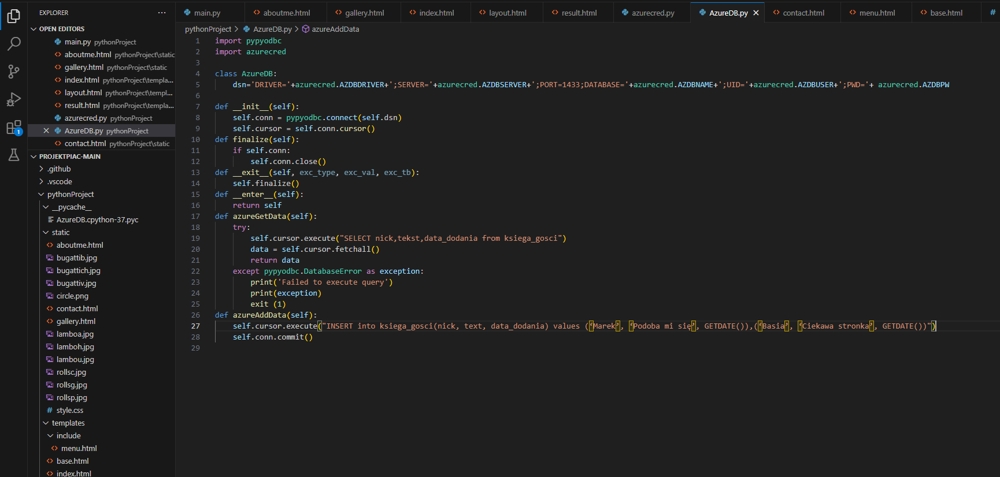 EXPLORER
···
OPEN EDITORS
main.py pythonProject
aboutme.html pythonProject\static
gallery.html pythonProject\static
index.html pythonProject\templa...
layout.html pythonProject\templ...
result.html pythonProject\templa...
azurecred.py pythonProject
AzureDB.py pythonProject
contact.html pythonProject\static
PROJEKTPIAC-MAIN
.github
.vscode
pythonProject
__pycache__
AzureDB.cpython-37.pyc
static
aboutme.html
bugattib.jpg
bugattich.jpg
bugattiv.jpg
circle.png
contact.html
gallery.html
lamboa.jpg
lamboh.jpg
lambou.jpg
rollsc.jpg
rollsg.jpg
rollsp.jpg
# style.css
templates
include
menu.html
base.html
index.html
1
main.py aboutme.html gallery.html index.html layout.html result.html azurecred.py AzureDB.py contact.html menu.html base.html #
pythonProject > AzureDB.py > azureAddData
1 import pypyodbc
2 import azurecred
3
4 class AzureDB:
5 dsn='DRIVER='+azurecred.AZDBDRIVER+';SERVER='+azurecred.AZDBSERVER+';PORT=1433;DATABASE='+azurecred.AZDBNAME+';UID='+azurecred.AZDBUSER+';PWD='+ azurecred.AZDBPW
6
7 def __init__(self):
8 self.conn = pypyodbc.connect(self.dsn)
9 self.cursor = self.conn.cursor()
10 def finalize(self):
11 if self.conn:
12 self.conn.close()
13 def __exit__(self, exc_type, exc_val, exc_tb):
14 self.finalize()
15 def __enter__(self):
16 return self
17 def azureGetData(self):
18 try:
19 self.cursor.execute("SELECT nick,tekst,data_dodania from ksiega_gosci")
20 data = self.cursor.fetchall()
21 return data
22 except pypyodbc.DatabaseError as exception:
23 print('Failed to execute query')
24 print(exception)
25 exit (1)
26 def azureAddData(self):
27 self.cursor.execute("INSERT into ksiega_gosci(nick, text, data_dodania) values (‘Marek’, ‘Podoba mi się’, GETDATE()),(‘Basia’, ‘Ciekawa stronka’, GETDATE())")
28 self.conn.commit()
29